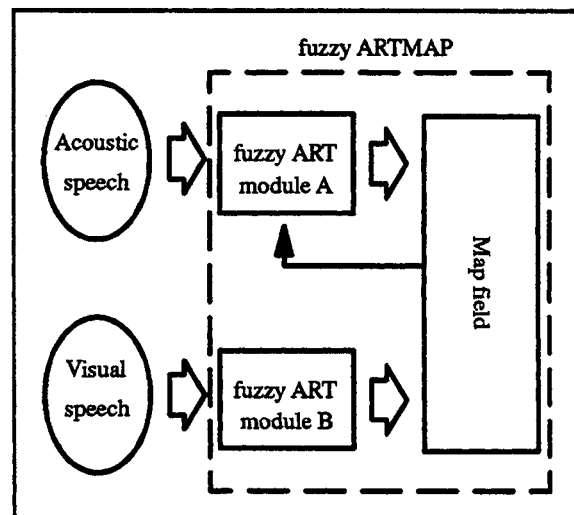 fuzzy ARTMAP
Acoustic
speech
fuzzy ART
module A
Map field
Visual
speech
fuzzy ART
module B